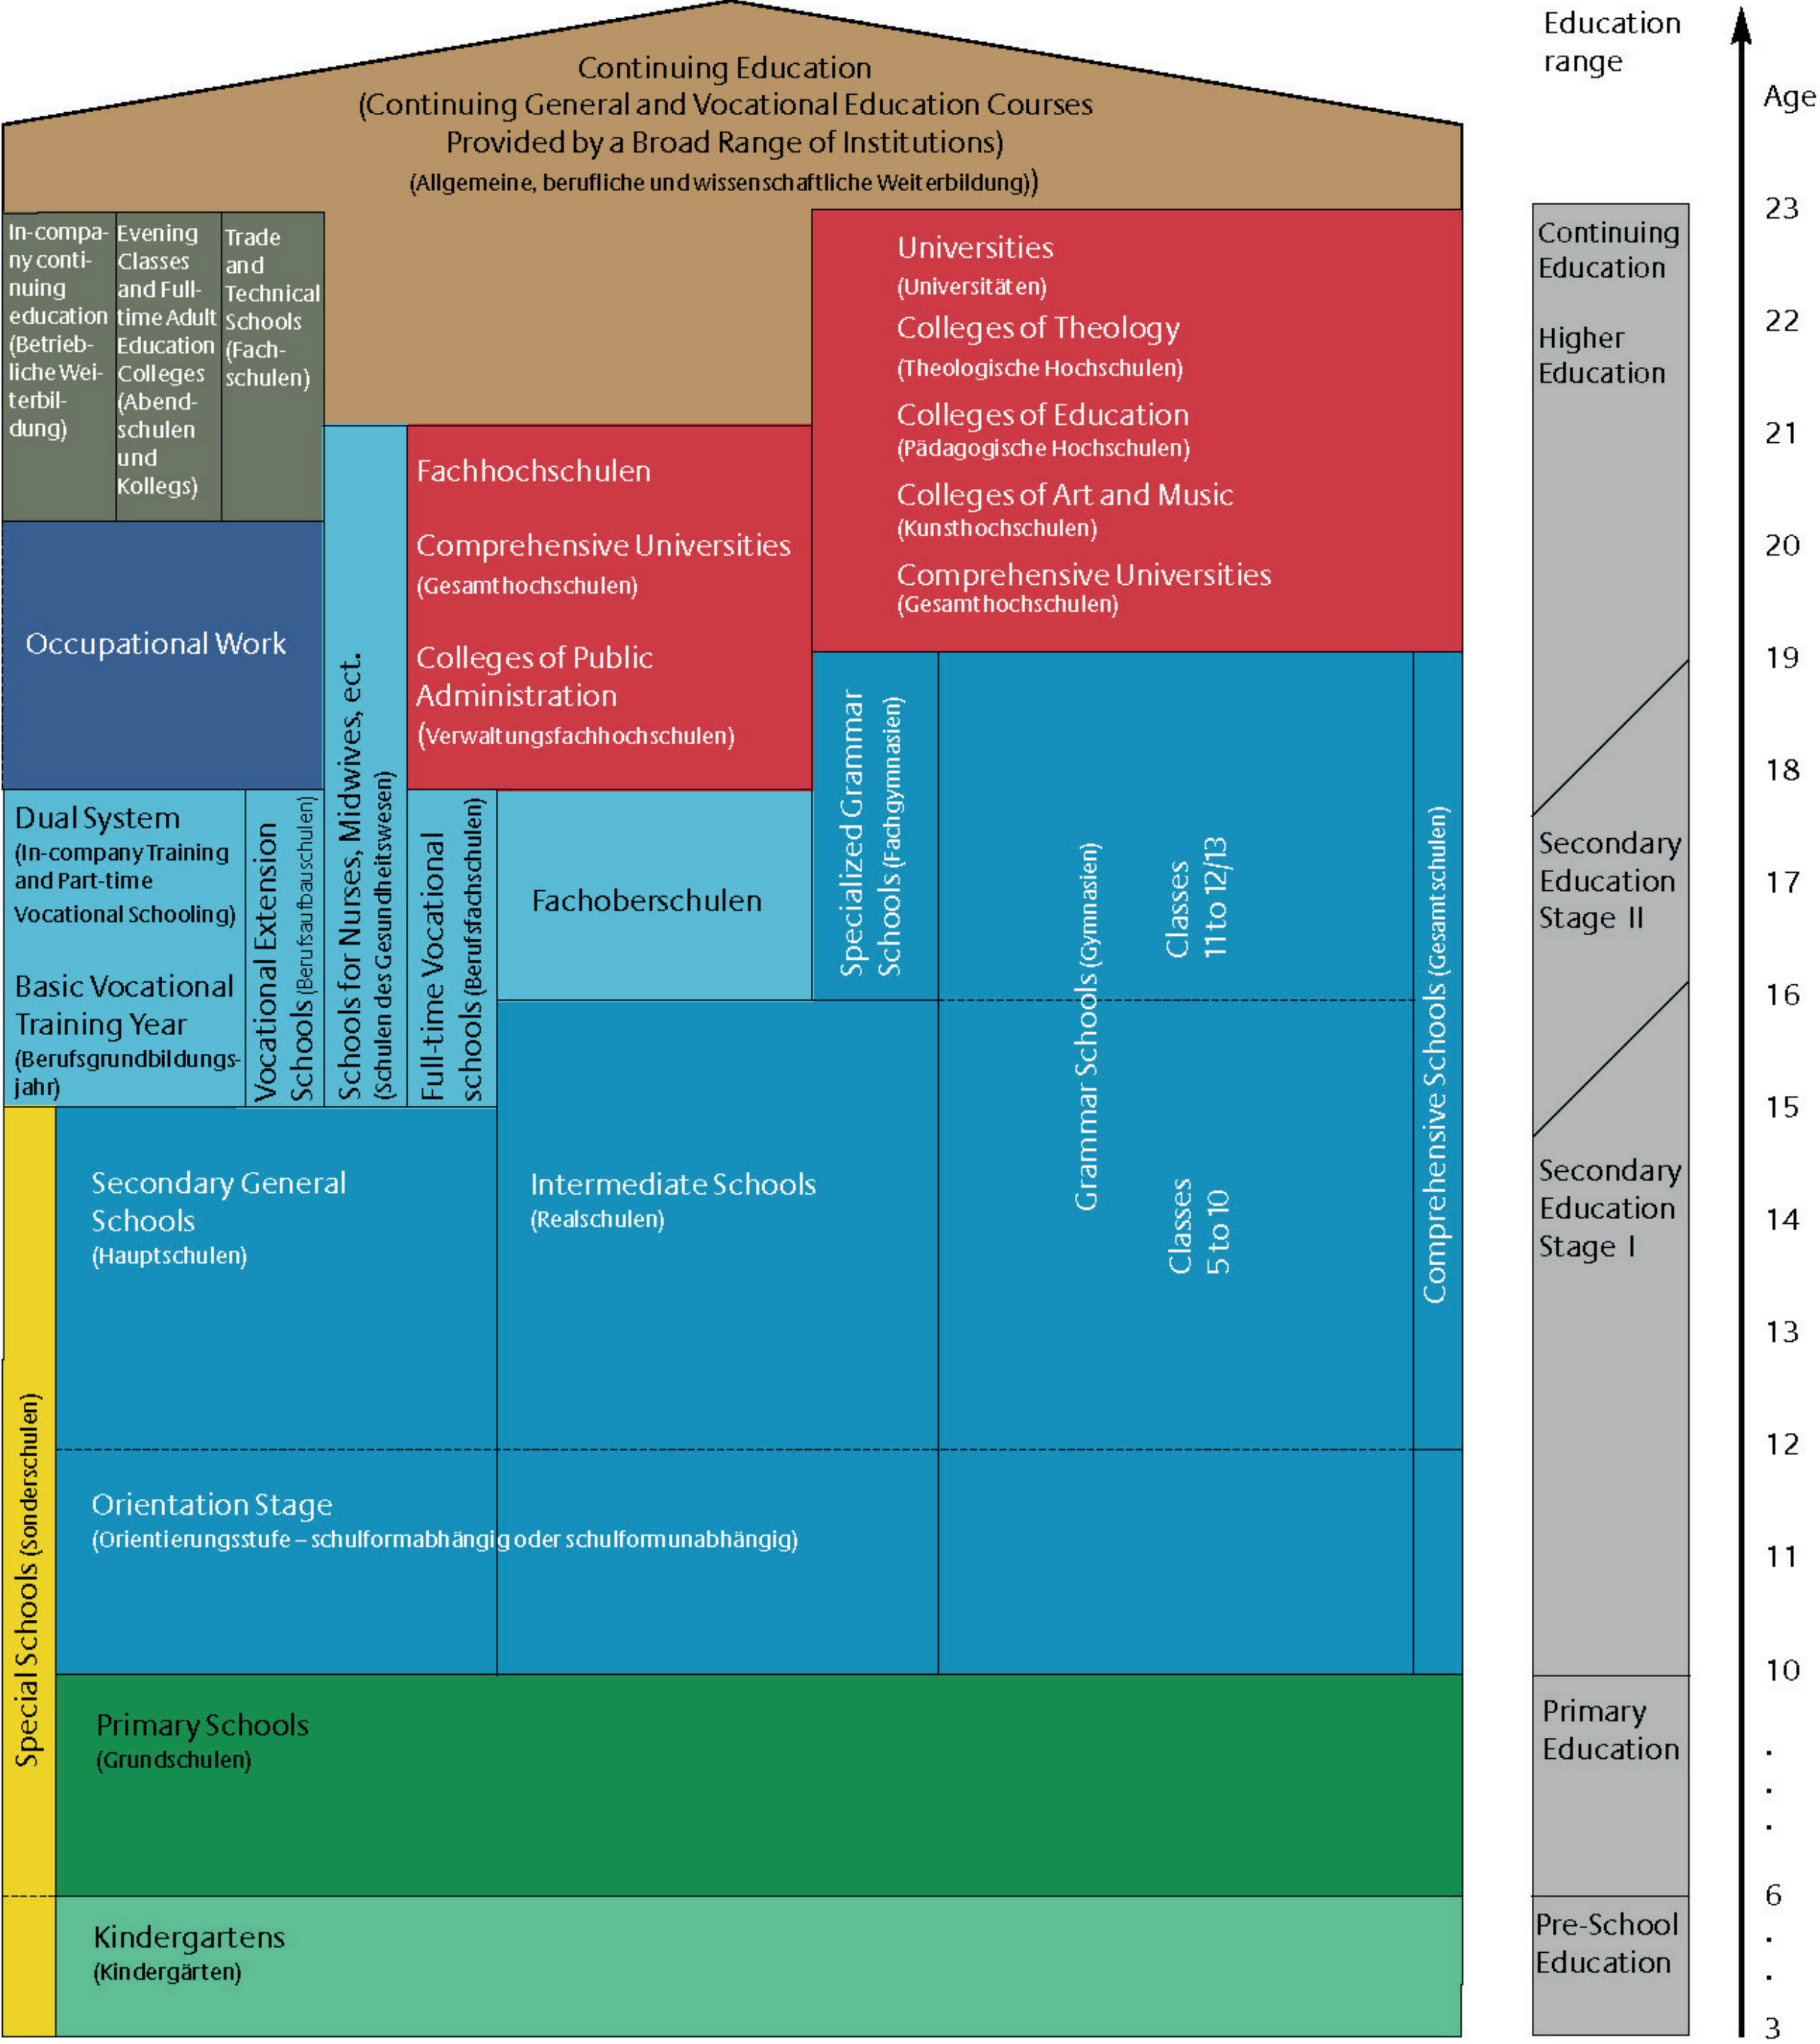 Continuing Education
(Continuing General and Vocational Education Courses
Provided by a Broad Range of Institutions)
(Allgemeine, berufliche und wissenschaftliche Weiterbildung))
In-compa-
ny conti-
nuing
education
(Betrieb-
liche Wei-
terbil-
dung)
Evening
Classes
and Full-
time Adult
Education
Colleges
(Abend-
schulen
und
Kollegs)
Trade
and
Technical
Schools
(Fach-
schulen)
Universities
(Universitäten)
Colleges of Theology
(Theologische Hochschulen)
Colleges of Education
(Pädagogische Hochschulen)
Colleges of Art and Music
(Kunsthochschulen)
Comprehensive Universities
(Gesamthochschulen)
Fachhochschulen
Comprehensive Universities
(Gesamthochschulen)
Colleges of Public
Administration
(Verwaltungsfachhochschulen)
Occupational Work
Dual System
(In-company Training
and Part-time
Vocational Schooling)
Basic Vocational
Training Year
(Berufsgrundbildungs-
jahr)
Vocational Extension
Schools (Berufsaufbauschulen)
Schools for Nurses, Midwives, ect.
(Schulen des Gesundheitswesen)
Full-time Vocational
schools (Berufsfachschulen)
Fachoberschulen
Specialized Grammar
Schools (Fachgymnasien)
Grammar Schools (Gymnasien)
Classes
11 to 12/13
Classes
5 to 10
Comprehensive Schools (Gesamtschulen)
Secondary General
Schools
(Hauptschulen)
Intermediate Schools
(Realschulen)
Orientation Stage
(Orientierungsstufe – schulformabhängig oder schulformunabhängig)
Special Schools (Sonderschulen)
Primary Schools
(Grundschulen)
Kindergartens
(Kindergärten)
Education
range
Continuing
Education
Higher
Education
Secondary
Education
Stage II
Secondary
Education
Stage I
Primary
Education
Pre-School
Education
Age
23
22
21
20
19
18
17
16
15
14
13
12
11
10
.
.
.
6
.
.
3